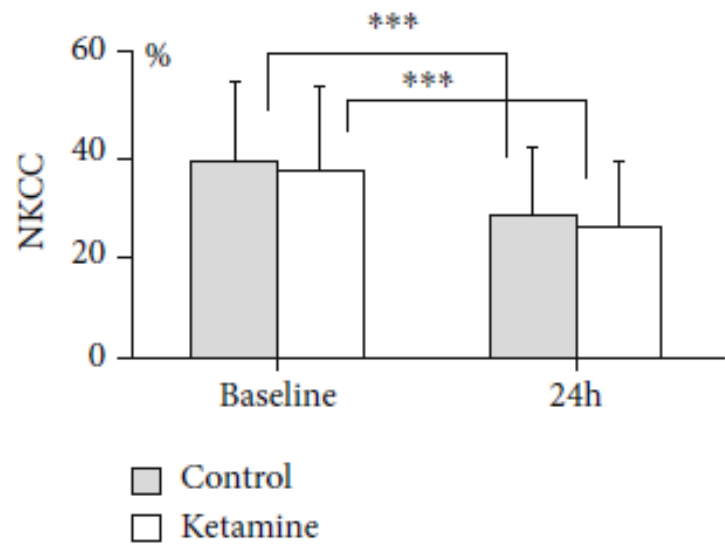 ***
60 %
***
40
NKCC
20
0
Baseline 24h
Control
Ketamine